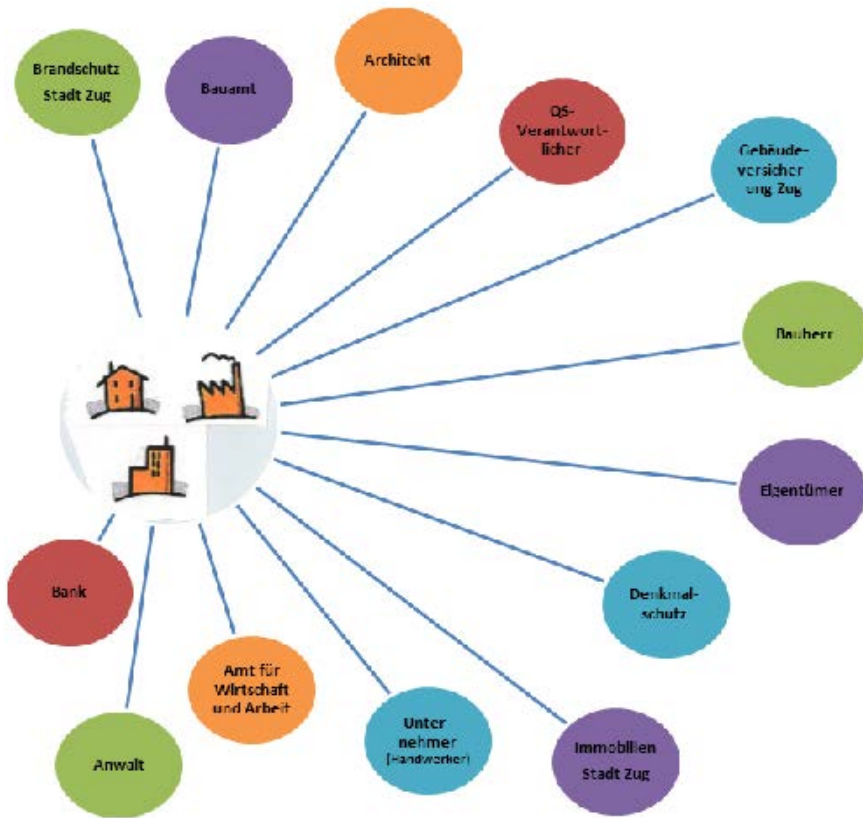 Brandschutz
Stadt Zug
Bauamt
Architekt
QS-
Verantwort-
licher
Gebäude-
versicher
ung Zug
Bauherr
Eigentümer
Denkmal-
schutz
Immobilien
Stadt Zug
Unter
nehmer
(Handwerker)
Amt für
Wirtschaft
und Arbeit
Anwalt
Bank